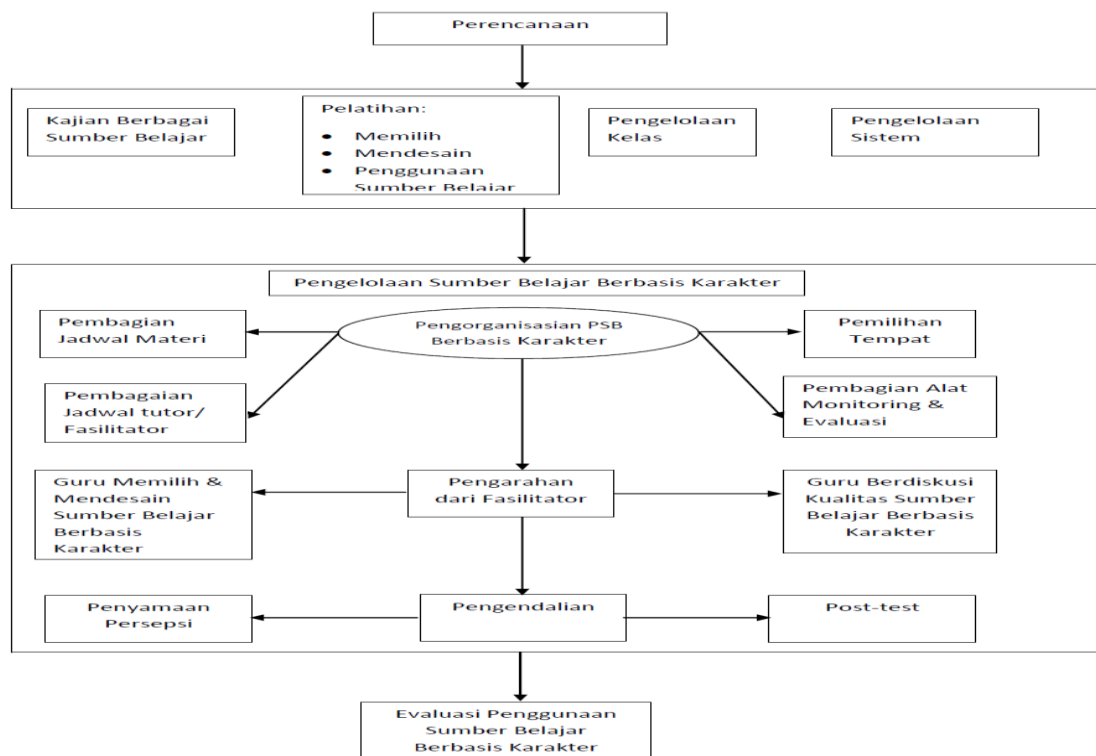 Perencanaan
Kajian Berbagai
Sumber Belajar
Pelatihan:
• Memilih
• Mendesain
• Penggunaan
Sumber Belajar
Pengelolaan
Kelas
Pengelolaan
Sistem
Pengelolaan Sumber Belajar Berbasis Karakter
Pembagian
Jadwal Materi
Pengorganisasian PSB
Berbasis Karakter
Pemilihan
Tempat
Pembagaian
Jadwal tutor/
Fasilitator
Pembagian Alat
Monitoring &
Evaluasi
Guru Memilih &
Mendesain
Sumber Belajar
Berbasis
Karakter
Pengarahan
dari Fasilitator
Guru Berdiskusi
Kualitas Sumber
Belajar Berbasis
Karakter
Penyamaan
Persepsi
Pengendalian
Post-test
Evaluasi Penggunaan
Sumber Belajar
Berbasis Karakter